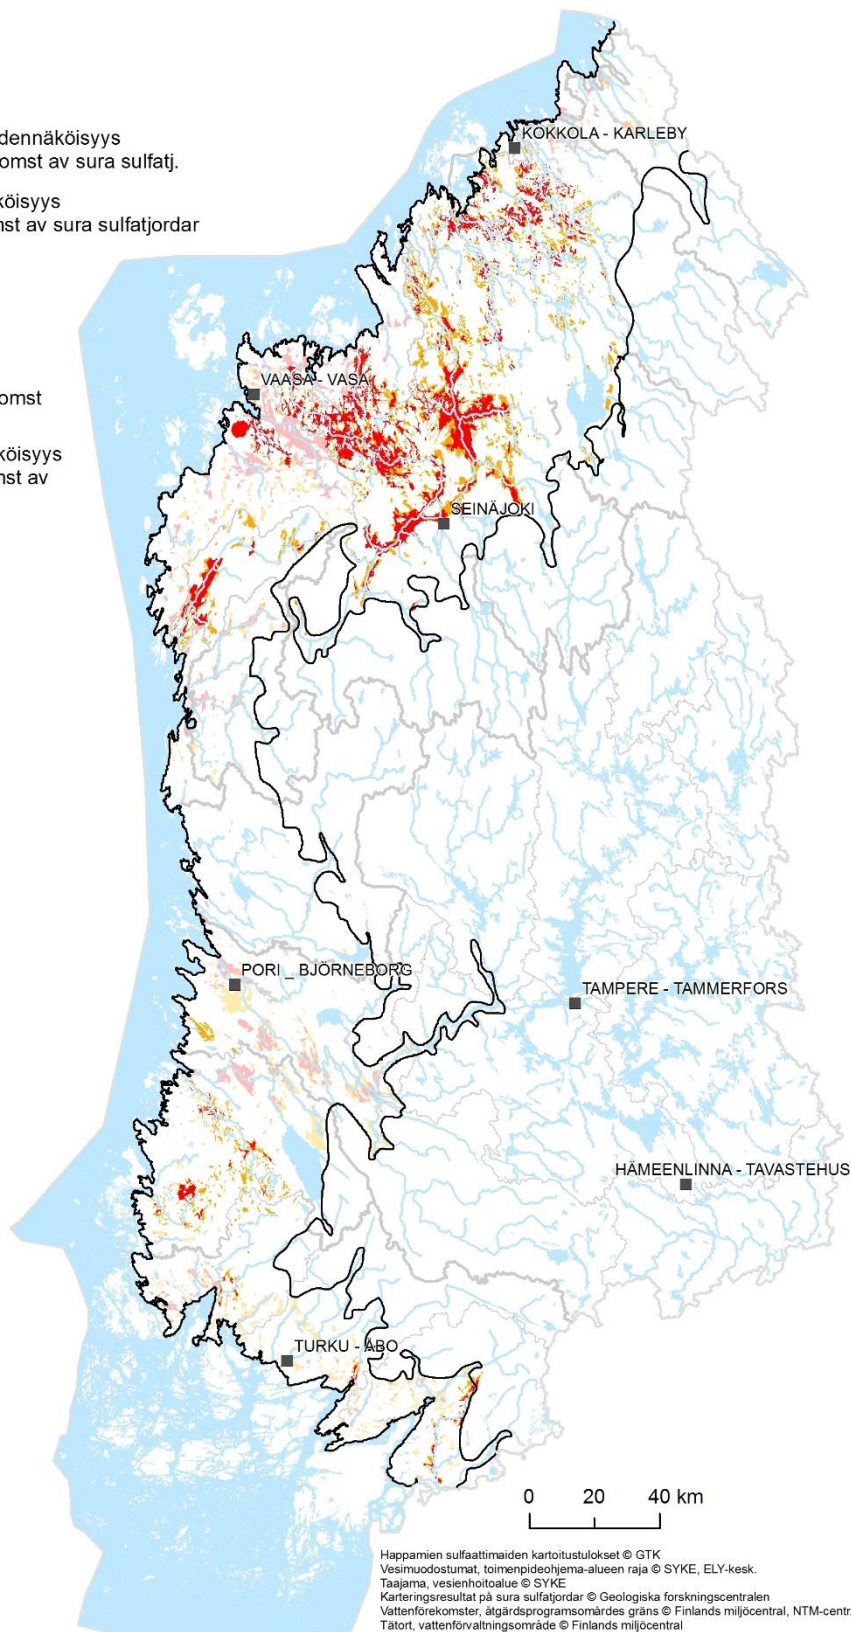 dennäköisyys
omst av sura sulfatj.
köisyys
nst av sura sulfatjordar
omst
köisyys
nst av
KOKKOLA - KARLEBY
VAASA - VASA
SEINÄJOKI
PORI _ BJÖRNEBORG
TAMPERE - TAMMERFORS
HÄMEENLINNA - TAVASTEHUS
TURKU - ÅBO
0 20 40 km
Happamien sulfaattimaiden kartoitustulokset © GTK
Vesimuodostumat, toimenpideohjema-alueen raja © SYKE, ELY-kesk.
Taajama, vesienhoitoalue © SYKE
Karteringsresultat på sura sulfatjordar © Geologiska forskningscentralen
Vattenförekomster, åtgärdsprogramsomårdes gräns © Finlands miljöcentral, NTM-centr.
Tätort, vattenförvaltningsområde © Finlands miljöcentral